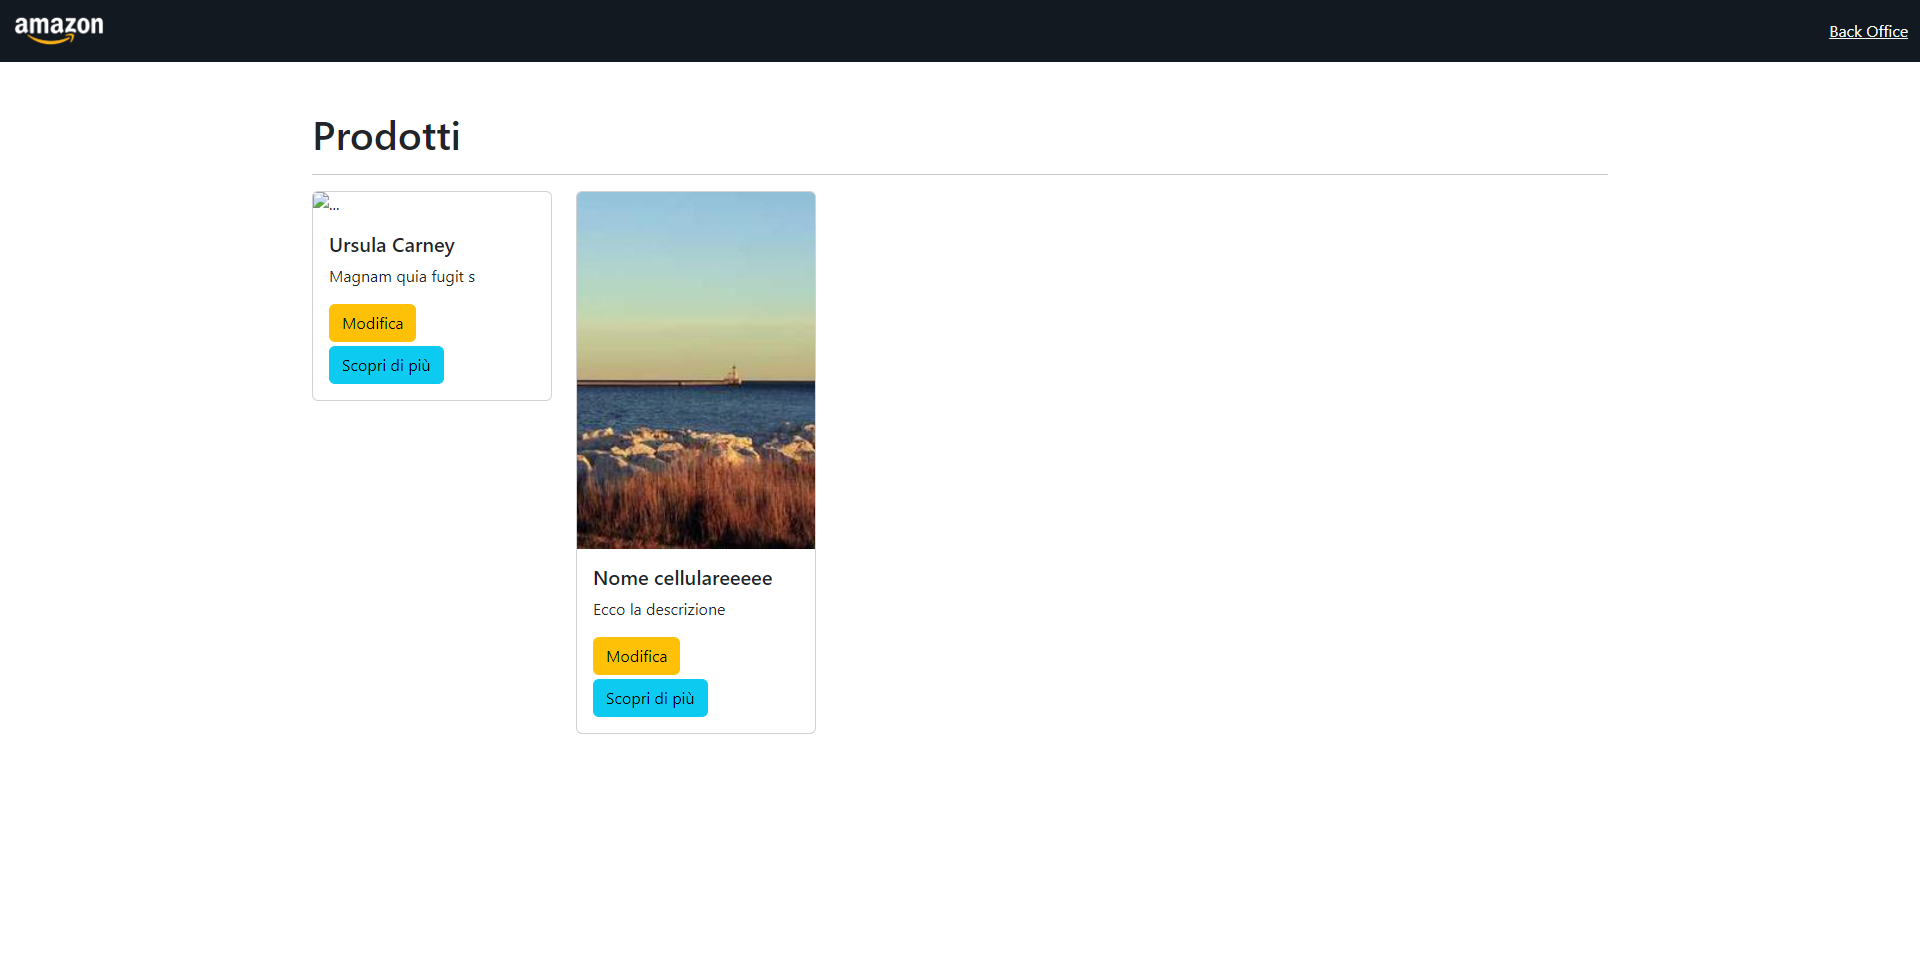 amazon
Back Office
Prodotti
...
Ursula Carney
Magnam quia fugit s
Modifica
Scopri di più
Nome cellulareeeee
Ecco la descrizione
Modifica
Scopri di più